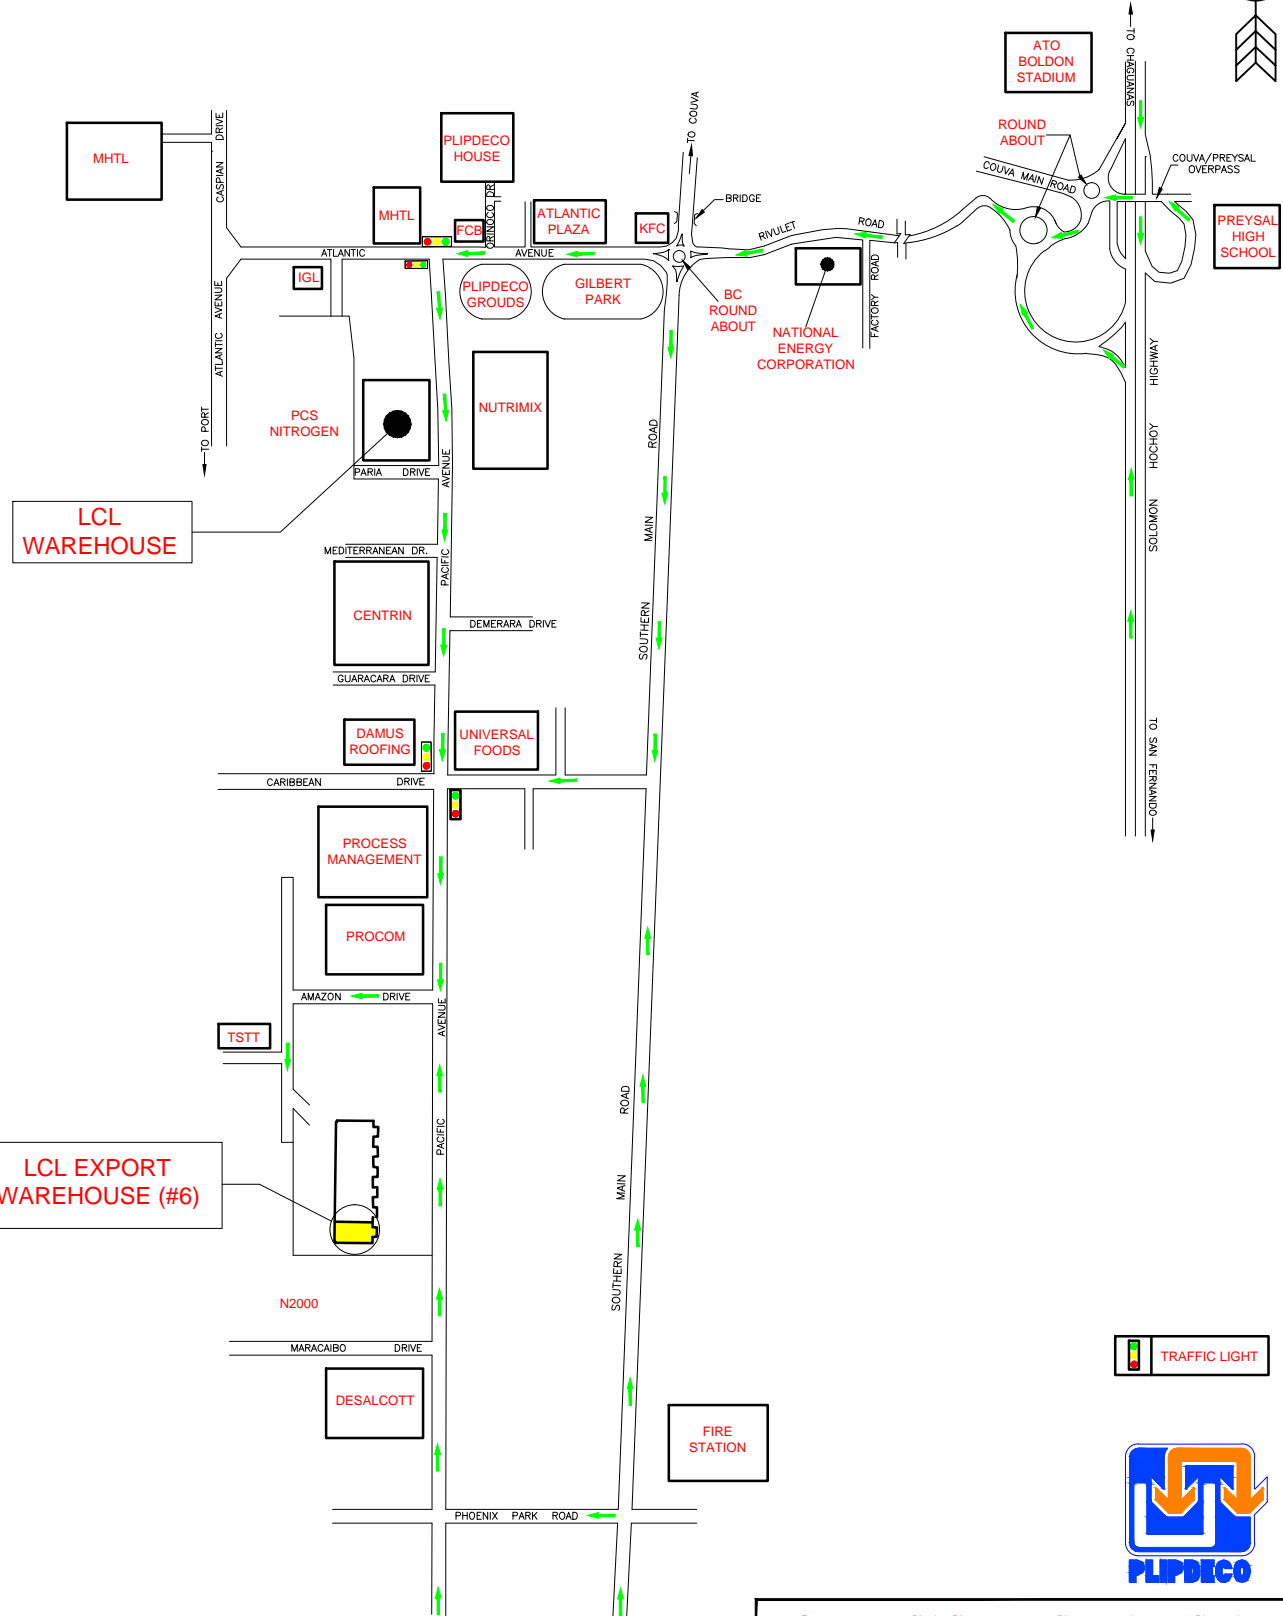 ATO
BOLDON
STADIUM
TO CHAGUANAS
ROUND
ABOUT
COUVA MAIN ROAD
COUVA/PREYSAL
OVERPASS
PREYSAL
HIGH
SCHOOL
MHTL
CASPIAN DRIVE
PLIPDECO
HOUSE
TO COUVA
BRIDGE
MHTL
FCB
ORINOCO DR.
ATLANTIC
PLAZA
KFC
RIVULET ROAD
ATLANTIC AVENUE
IGL
PLIPDECO
GROUDS
GILBERT
PARK
BC
ROUND
ABOUT
NATIONAL
ENERGY
CORPORATION
FACTORY ROAD
ATLANTIC AVENUE
TO PORT
PCS
NITROGEN
NUTRIMIX
PARIA DRIVE
LCL
WAREHOUSE
MEDITERRANEAN DR.
PACIFIC AVENUE
SOUTHERN MAIN ROAD
SOLOMON HOCHOY HIGHWAY
CENTRIN
DEMERARA DRIVE
GUARACARA DRIVE
DAMUS
ROOFING
UNIVERSAL
FOODS
TO SAN FERNANDO
CARIBBEAN DRIVE
PROCESS
MANAGEMENT
PROCOM
AMAZON DRIVE
TSTT
PACIFIC AVENUE
SOUTHERN MAIN ROAD
LCL EXPORT
WAREHOUSE (#6)
N2000
MARACAIBO DRIVE
DESALCOTT
TRAFFIC LIGHT
FIRE
STATION
PHOENIX PARK ROAD
PLIPDECO